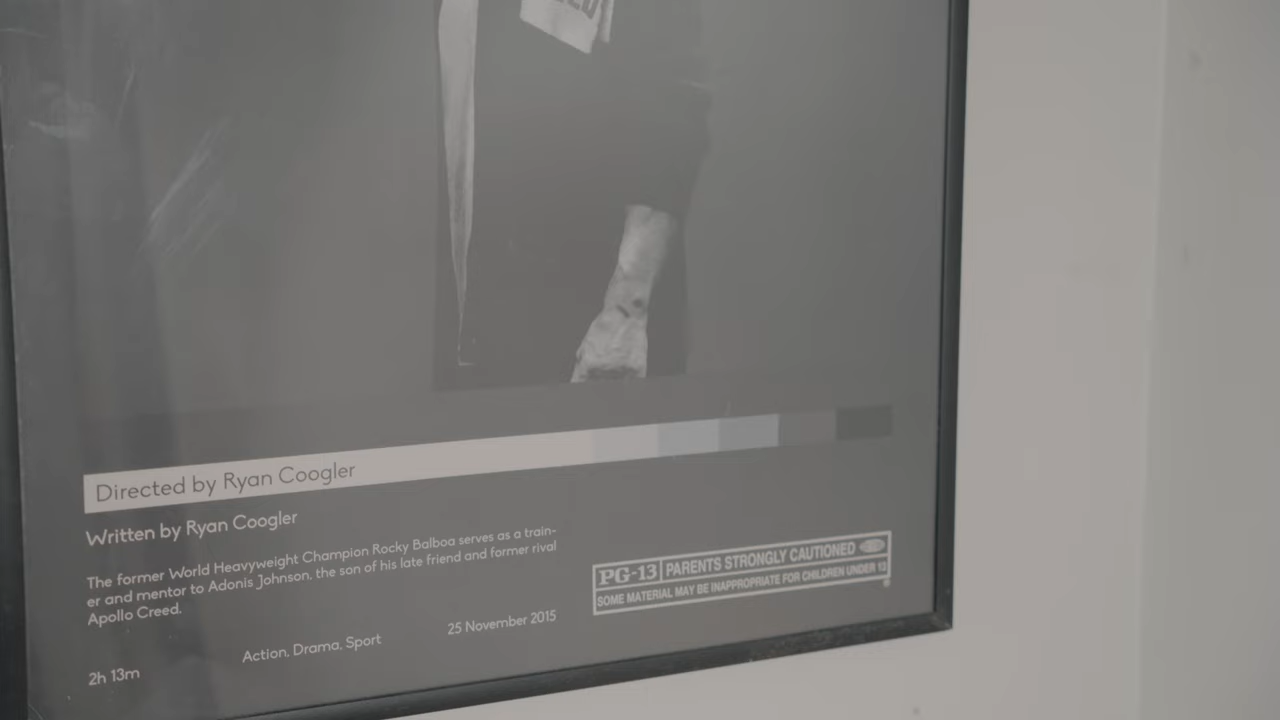 Directed by Ryan Coogler
Written by Ryan Coogler
The former World Heavyweight Champion Rocky Balboa serves as a train-
er and mentor to Adonis Johnson, the son of his late friend and former rival
Apollo Creed.
2h 13m
Action, Drama, Sport
25 November 2015
PG-13 PARENTS STRONGLY CAUTIONED
SOME MATERIAL MAY BE INAPPROPRIATE FOR CHILDREN UNDER 13